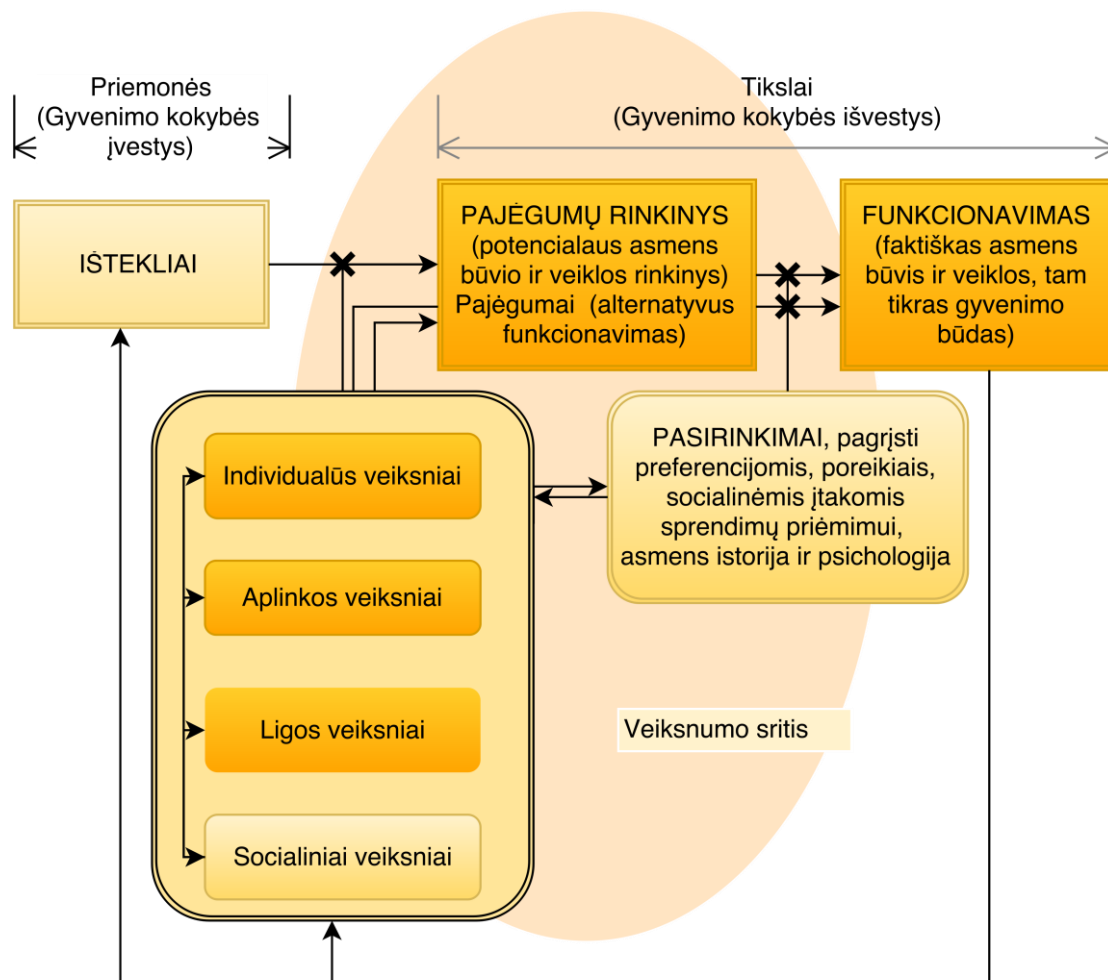 Priemonės
(Gyvenimo kokybės
įvestys)
Tikslai
(Gyvenimo kokybės išvestys)
IŠTEKLIAI
PAJĖGUMŲ RINKINYS
(potencialaus asmens
būvio ir veiklos rinkinys)
Pajėgumai (alternatyvus
funkcionavimas)
FUNKCIONAVIMAS
(faktiškas asmens
būvis ir veiklos, tam
tikras gyvenimo
būdas)
Individualūs veiksniai
Aplinkos veiksniai
Ligos veiksniai
Socialiniai veiksniai
PASIRINKIMAI, pagrįsti
preferencijomis, poreikiais,
socialinėmis įtakomis
sprendimų priėmimui,
asmens istorija ir psichologija
Veiksnumo sritis